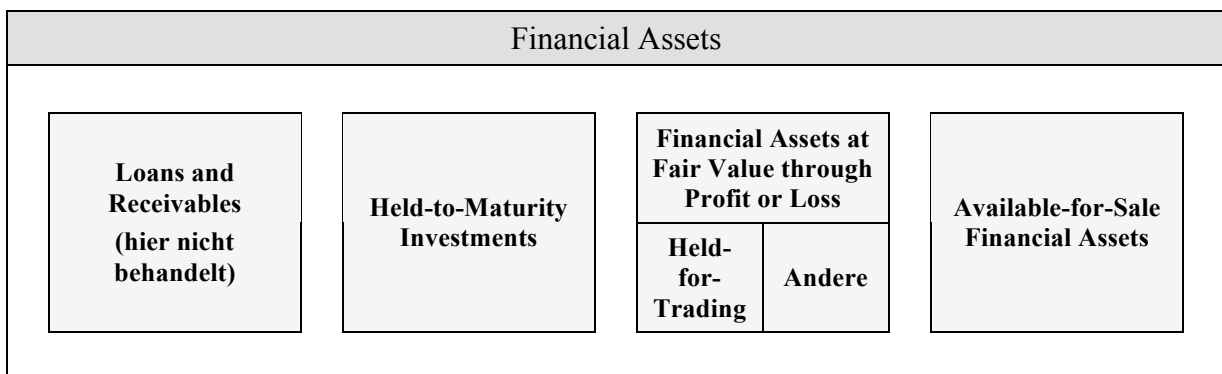 Financial Assets
Loans and
Receivables
(hier nicht
behandelt)
Held-to-Maturity
Investments
Financial Assets at
Fair Value through
Profit or Loss
Held-
for-
Trading
Andere
Available-for-Sale
Financial Assets